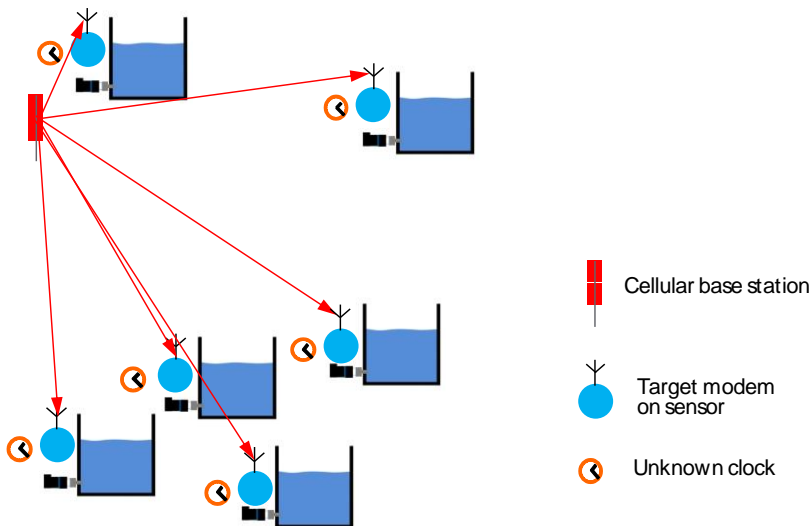 Cellular base station
Target modem
on sensor
Unknown clock